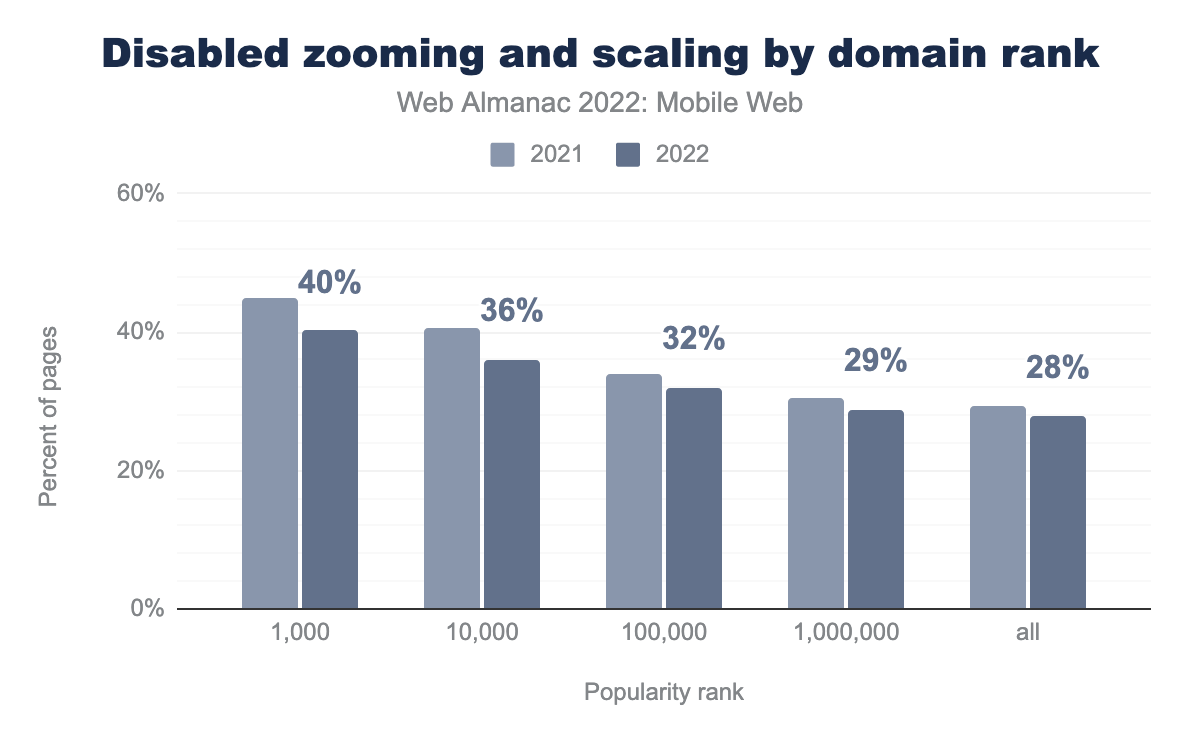 Disabled zooming and scaling by domain rank
Web Almanac 2022: Mobile Web
2021 2022
60%
40%
20%
0%
Percent of pages
40%
36%
32%
29%
28%
1,000 10,000 100,000 1,000,000 all
Popularity rank